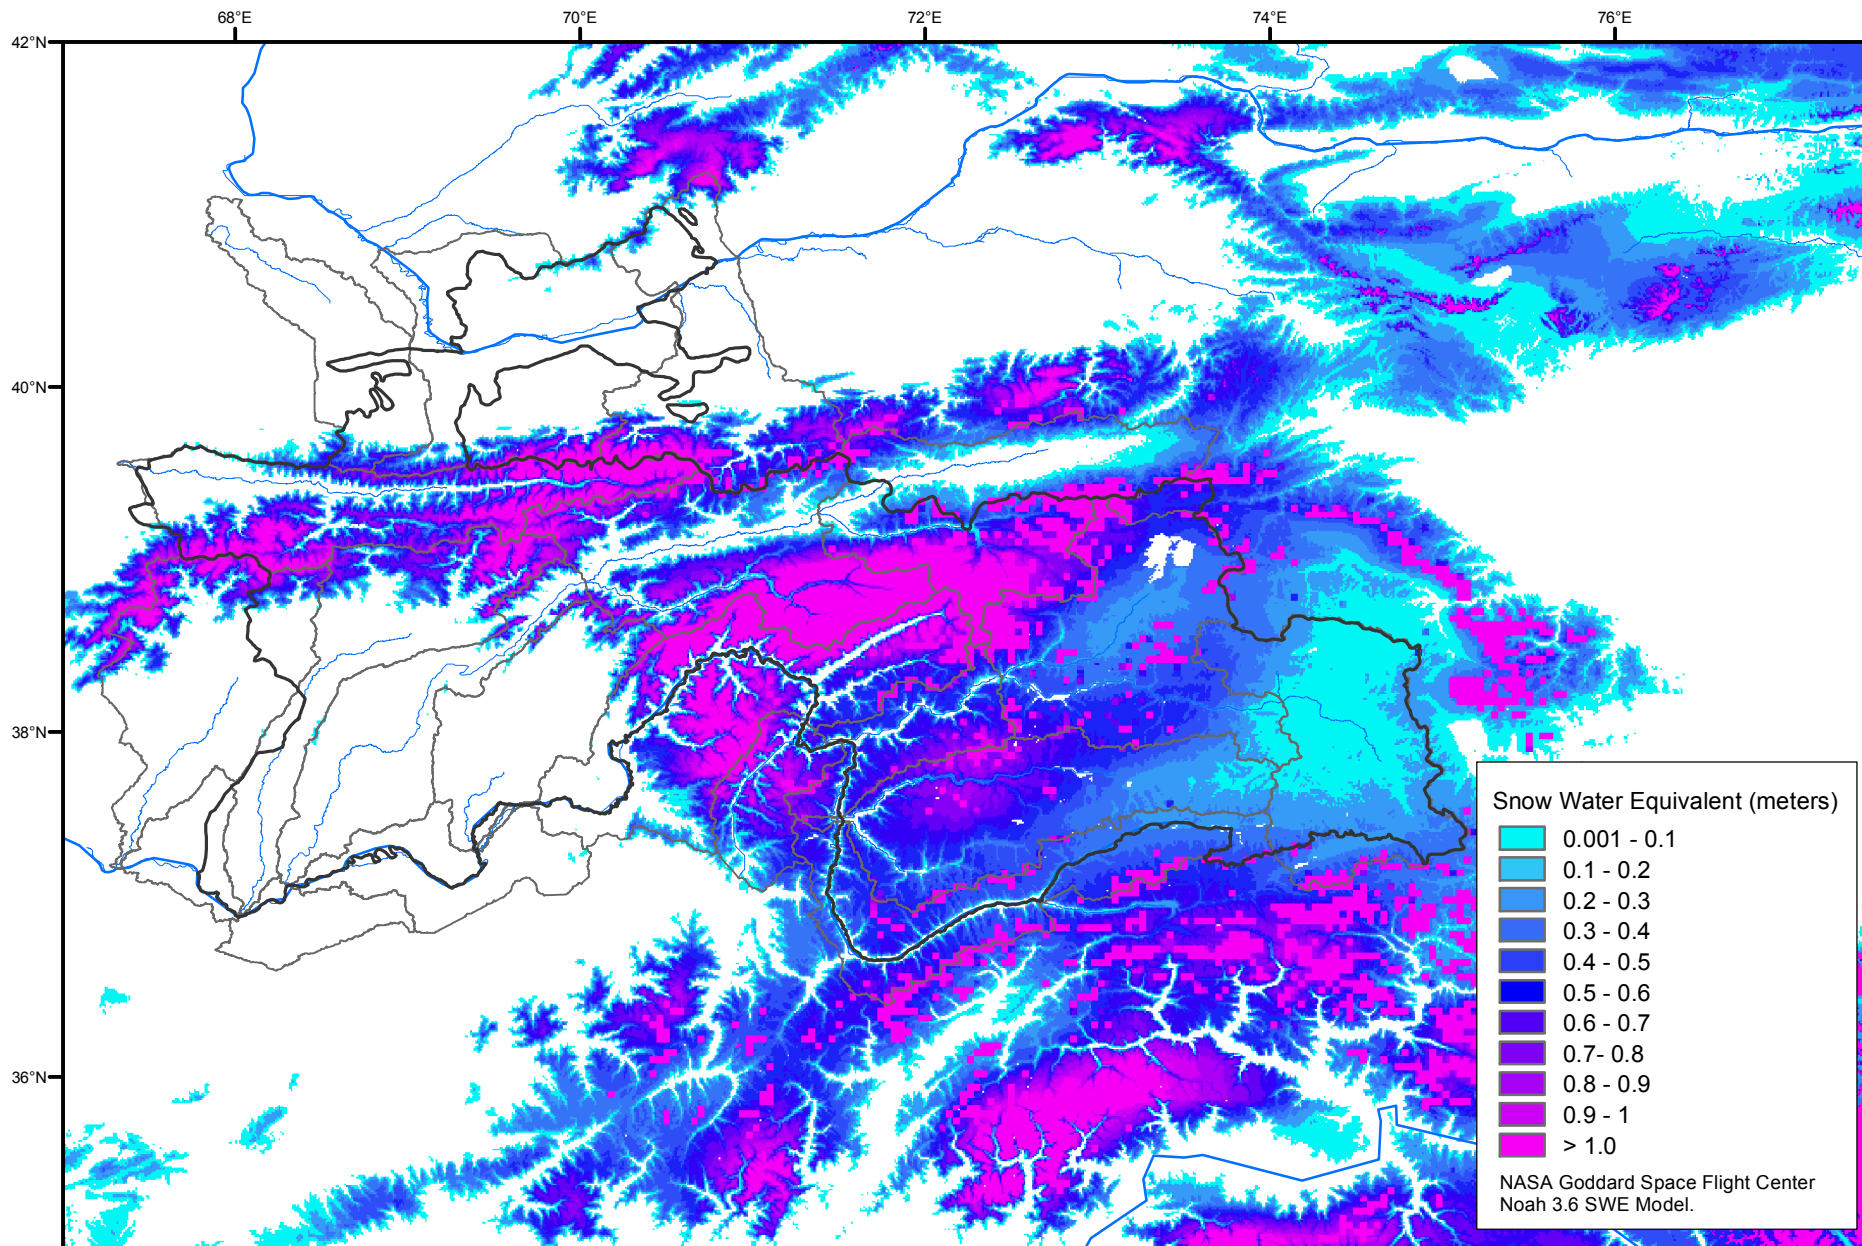 68°E 70°E 72°E 74°E 76°E
42°N
40°N
38°N
36°N
Snow Water Equivalent (meters)
0.001 - 0.1
0.1 - 0.2
0.2 - 0.3
0.3 - 0.4
0.4 - 0.5
0.5 - 0.6
0.6 - 0.7
0.7- 0.8
0.8 - 0.9
0.9 - 1
> 1.0
NASA Goddard Space Flight Center
Noah 3.6 SWE Model.